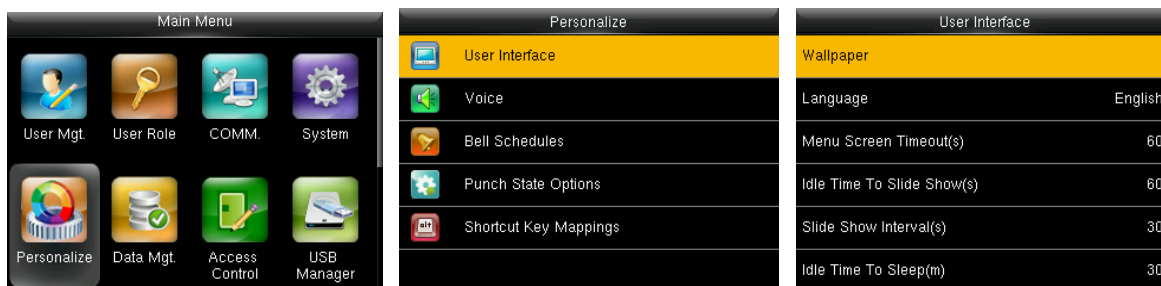 Main Menu
User Mgt.
User Role
COMM.
System
Personalize
Data Mgt.
Access
Control
USB
Manager
Personalize
User Interface
Voice
Bell Schedules
Punch State Options
alt
Shortcut Key Mappings
User Interface
Wallpaper
Language English
Menu Screen Timeout(s) 60
Idle Time To Slide Show(s) 60
Slide Show Interval(s) 30
Idle Time To Sleep(m) 30